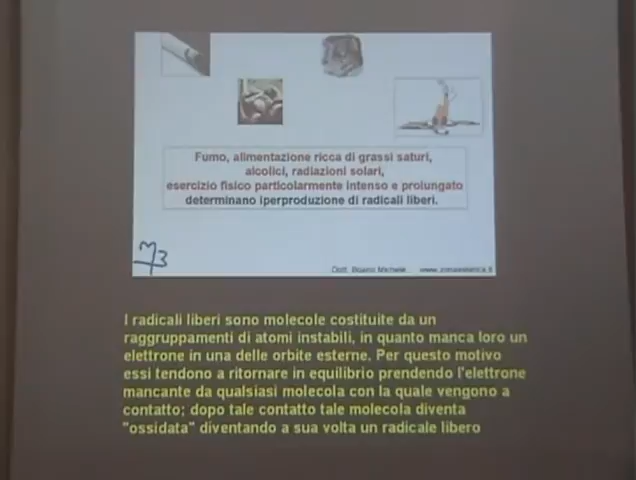 Fumo, alimentazione ricca di grassi saturi,
alcolici, radiazioni solari,
esercizio fisico particolarmente intenso e prolungato
determinano iperproduzione di radicali liberi.
Dott. Michele
I radicali liberi sono molecole costituite da un
raggruppamenti di atomi instabili, in quanto manca loro un
elettrone in una delle orbite esterne. Per questo motivo
essi tendono a ritornare in equilibrio prendendo l'elettrone
mancante da qualsiasi molecola con la quale vengono a
contatto; dopo tale contatto tale molecola diventa
"ossidata" diventando a sua volta un radicale libero